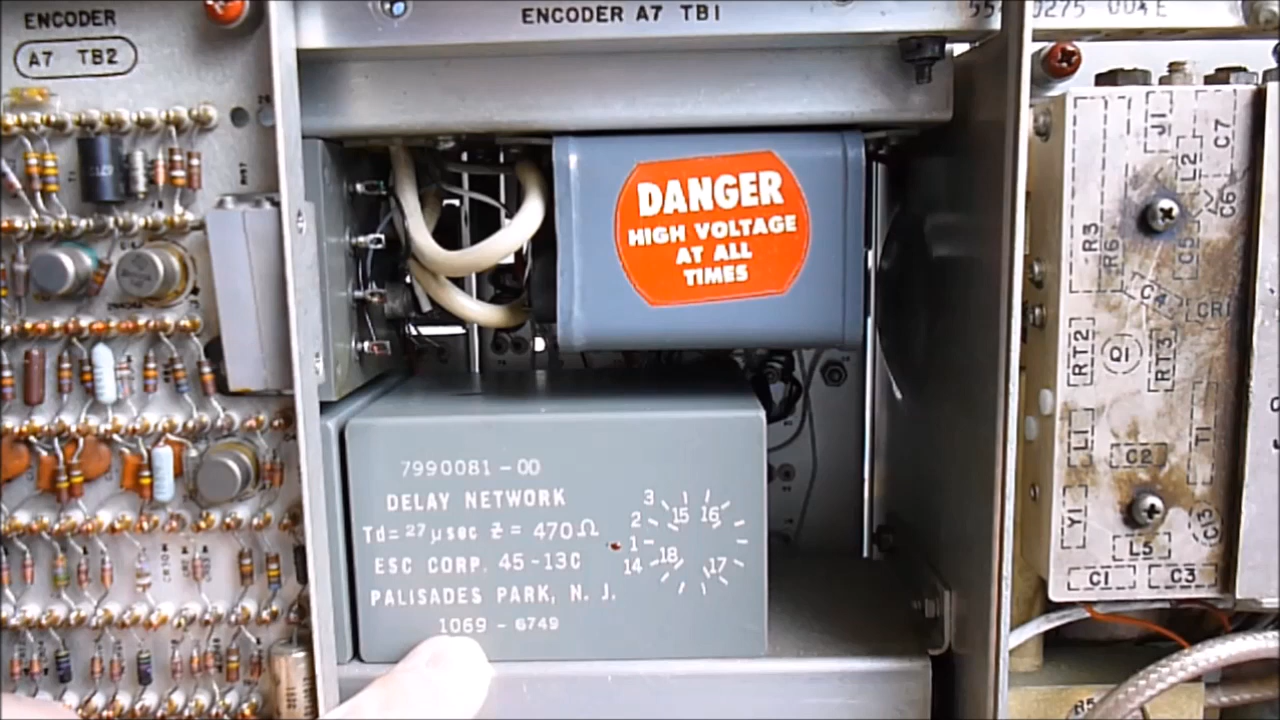 ENCODER
A7 TB2
ENCODER A7 TB1
DANGER
HIGH VOLTAGE
AT ALL
TIMES
7990081-00
DELAY NETWORK
Td= 27 μsec Z = 470Ω
ESC CORP. 45-13C
PALISADES PARK, N. J.
1069 - 6749
3
2
1
14
15
16
18
17
J1
C7
L2
R3
R6
C6
C5
CR1
RT2
Q1
RT3
L1
C2
T1
Y1
L5
C13
C1
C3